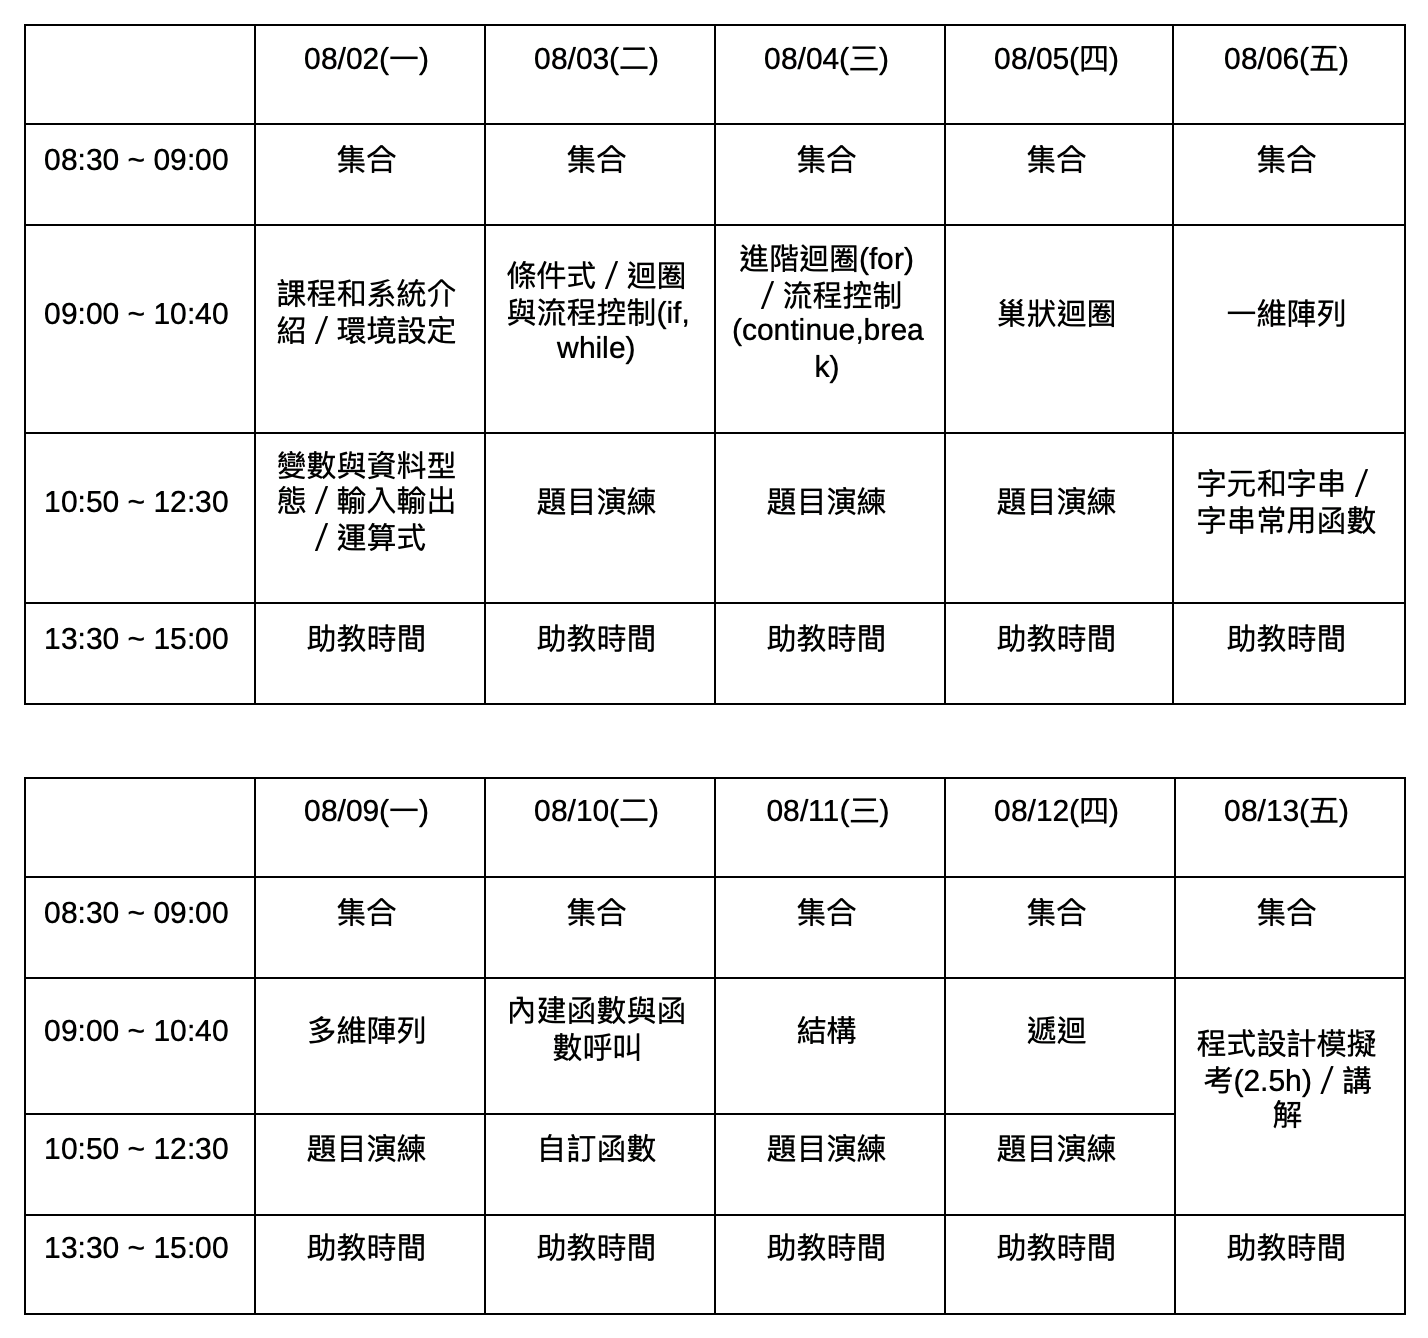 08/02(一) 08/03(二) 08/04(三) 08/05(四) 08/06(五)
08:30 ~ 09:00 集合 集合 集合 集合 集合
09:00 ~ 10:40
課程和系統介
紹 / 環境設定
條件式 / 迴圈
與流程控制(if,
while)
進階迴圈(for)
/ 流程控制
(continue,brea
k)
巢狀迴圈
一維陣列
10:50 ~ 12:30
變數與資料型
態 / 輸入輸出
/ 運算式
題目演練
題目演練
題目演練
字元和字串 /
字串常用函數
13:30 ~ 15:00 助教時間 助教時間 助教時間 助教時間 助教時間
08/09(一) 08/10(二) 08/11(三) 08/12(四) 08/13(五)
08:30 ~ 09:00 集合 集合 集合 集合 集合
09:00 ~ 10:40
多維陣列
內建函數與函
數呼叫
結構
遞迴
程式設計模擬
考(2.5h) / 講
解
10:50 ~ 12:30 題目演練 自訂函數 題目演練 題目演練
13:30 ~ 15:00 助教時間 助教時間 助教時間 助教時間 助教時間